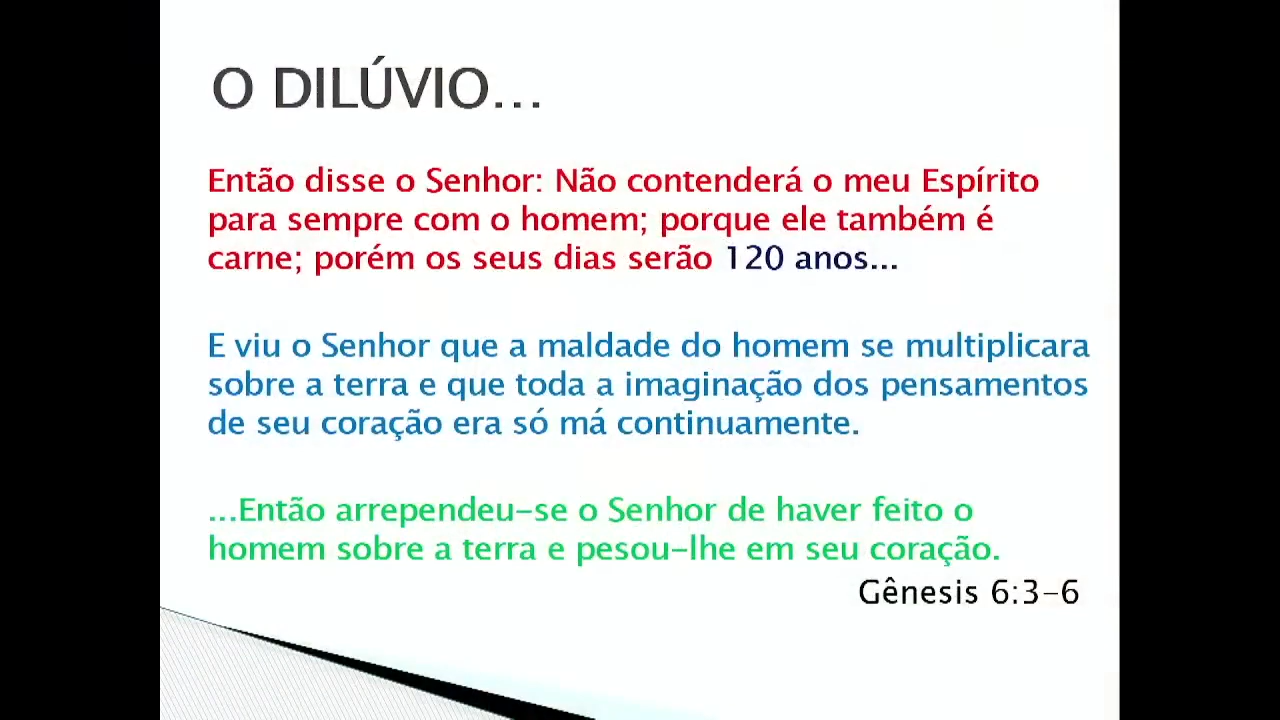 O DILÚVIO...
Então disse o Senhor: Não contenderá o meu Espírito
para sempre com o homem; porque ele também é
carne; porém os seus dias serão 120 anos...
E viu o Senhor que a maldade do homem se multiplicara
sobre a terra e que toda a imaginação dos pensamentos
de seu coração era só má continuamente.
...Então arrependeu-se o Senhor de haver feito o
homem sobre a terra e pesou-lhe em seu coração.
Gênesis 6:3-6